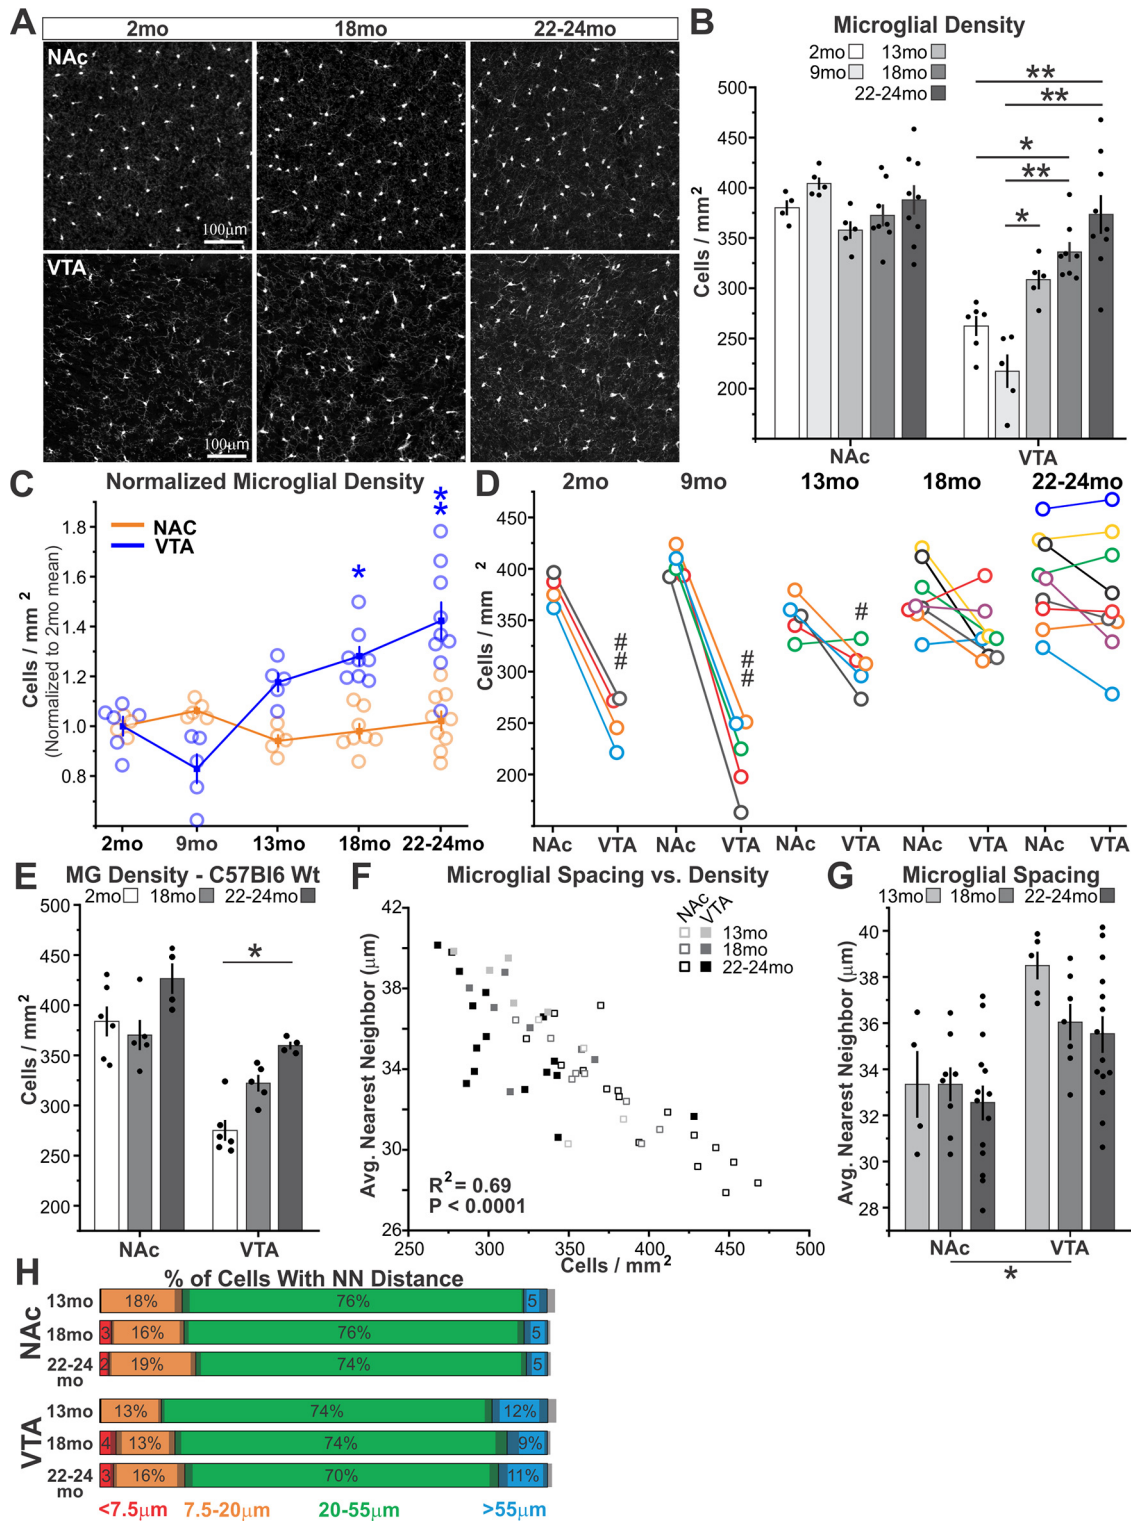 A
2mo 18mo 22-24mo
NAc
100µm
VTA
100µm
B
Microglial Density
2mo 13mo
9mo 18mo
22-24mo
**
**
*
**
*
Cells / mm²
500
450
400
350
300
250
200
NAc VTA
C
Normalized Microglial Density
NAC
VTA
*
*
*
Cells / mm²
(Normalized to 2mo mean)
1.8
1.6
1.4
1.2
1.0
0.8
2mo 9mo 13mo 18mo 22-24mo
D
2mo 9mo 13mo 18mo 22-24mo
Cells / mm ²
450
400
350
300
250
200
##
##
#
NAc VTA NAc VTA NAc VTA NAc VTA NAc VTA
E
MG Density - C57Bl6 Wt
2mo 18mo 22-24mo
*
Cells / mm²
500
450
400
350
300
250
200
NAc VTA
F
Microglial Spacing vs. Density
NAc VTA
13mo
18mo
22-24mo
Avg. Nearest Neighbor (µm)
42
38
34
30
26
R² = 0.69
P < 0.0001
250 300 350 400 450 500
Cells / mm²
G
Microglial Spacing
13mo 18mo 22-24mo
Avg. Nearest Neighbor (µm)
40
38
36
34
32
30
28
NAc VTA
*
H
% of Cells With NN Distance
NAc
13mo 18% 76% 5
18mo 3 16% 76% 5
22-24 2 19% 74% 5
mo
VTA
13mo 13% 74% 12%
18mo 4 13% 74% 9%
22-24 3 16% 70% 11%
mo
<7.5µm 7.5-20µm 20-55µm >55µm